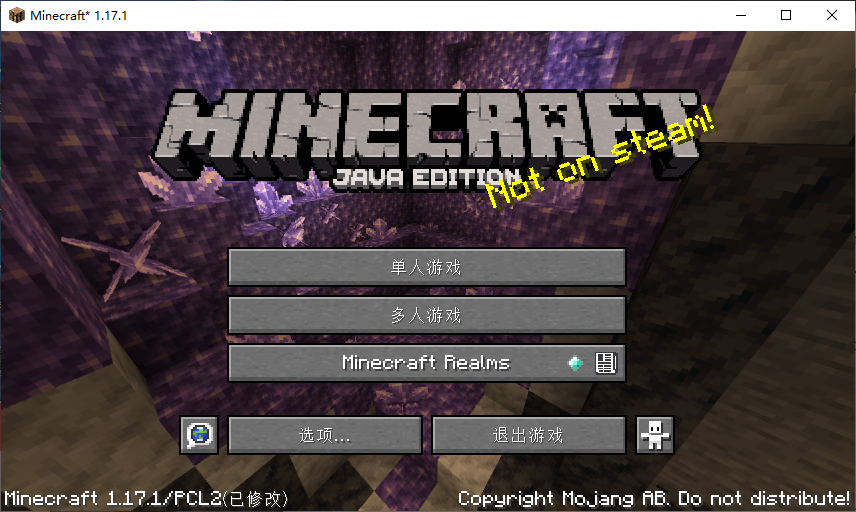 Minecraft* 1.17.1
MINECRAFT
JAVA EDITION
Not on steam!
单人游戏
多人游戏
Minecraft Realms
选项...
退出游戏
Minecraft 1.17.1/PCL2(已修改)
Copyright Mojang AB. Do not distribute!